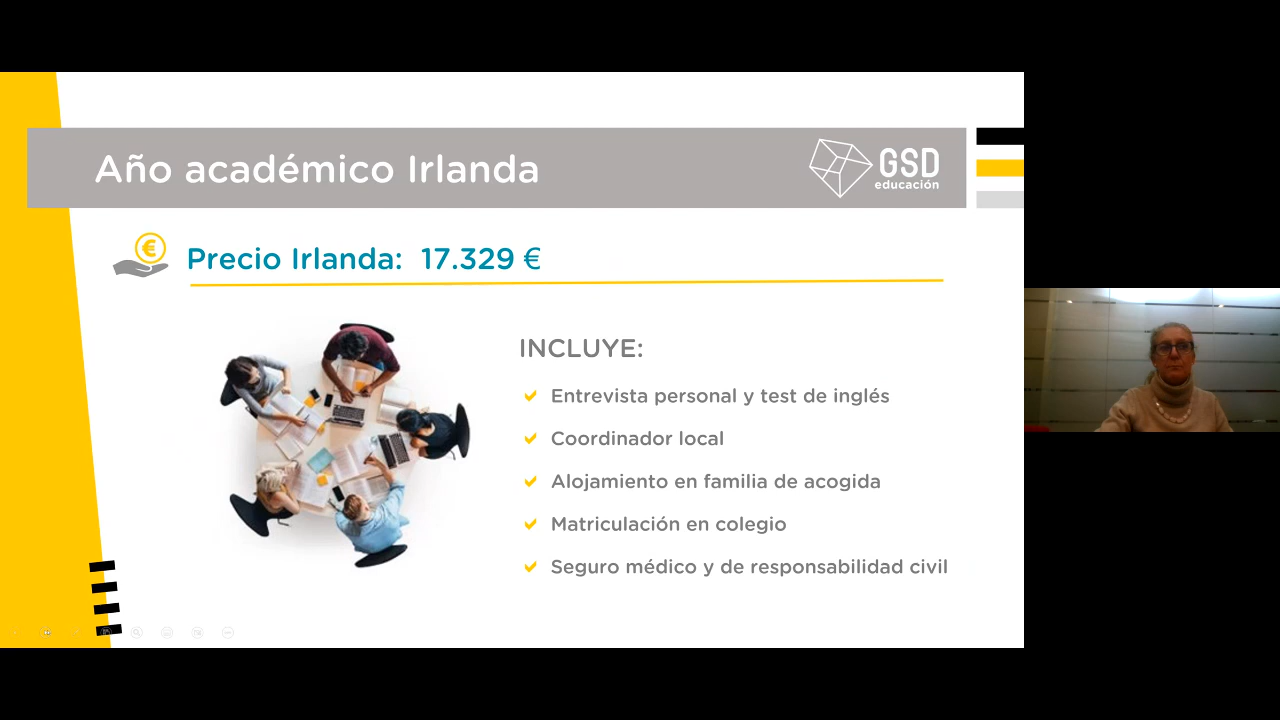 Año académico Irlanda
GSD
educación
Precio Irlanda: 17.329 €
INCLUYE:
Entrevista personal y test de inglés
Coordinador local
Alojamiento en familia de acogida
Matriculación en colegio
Seguro médico y de responsabilidad civil